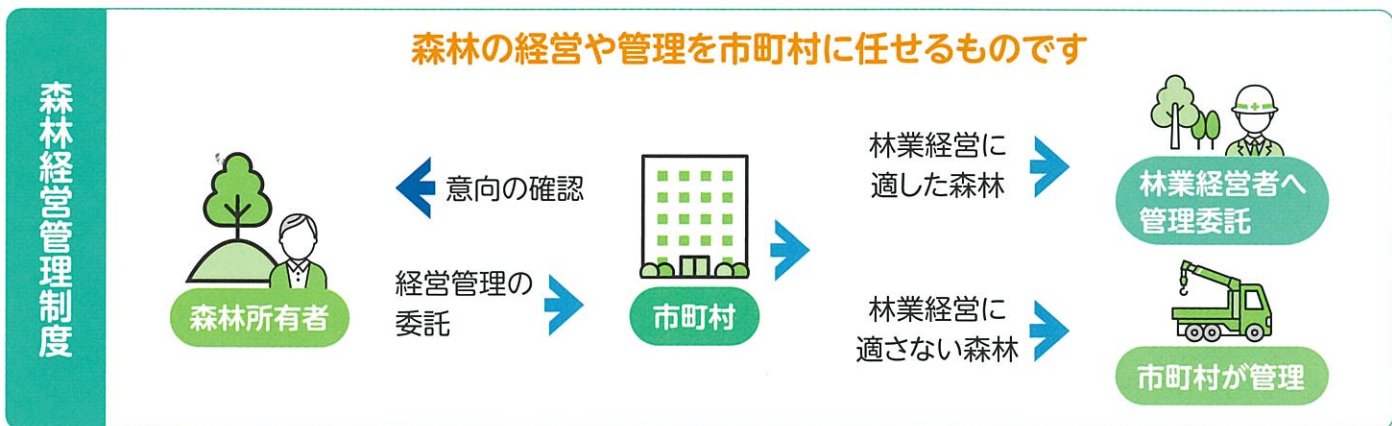 森林経営管理制度
森林の経営や管理を市町村に任せるものです
森林所有者
意向の確認
経営管理の
委託
市町村
林業経営に
適した森林
林業経営者へ
管理委託
林業経営に
適さない森林
市町村が管理